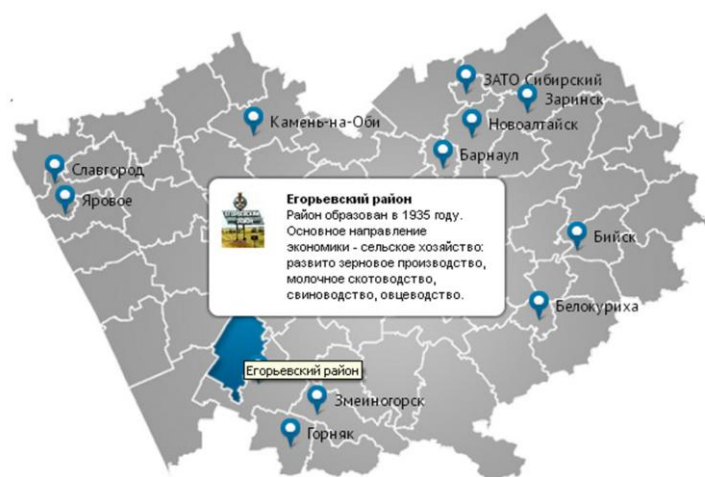 ЗАТО Сибирский
Заринск
Камень-на-Оби
Новоалтайск
Барнаул
Славгород
Яровое
Егорьевский район
Район образован в 1935 году.
Основное направление
экономики - сельское хозяйство:
развито зерновое производство,
молочное скотоводство,
свиноводство, овцеводство.
Бийск
Белокуриха
Егорьевский район
Змеиногорск
Горняк